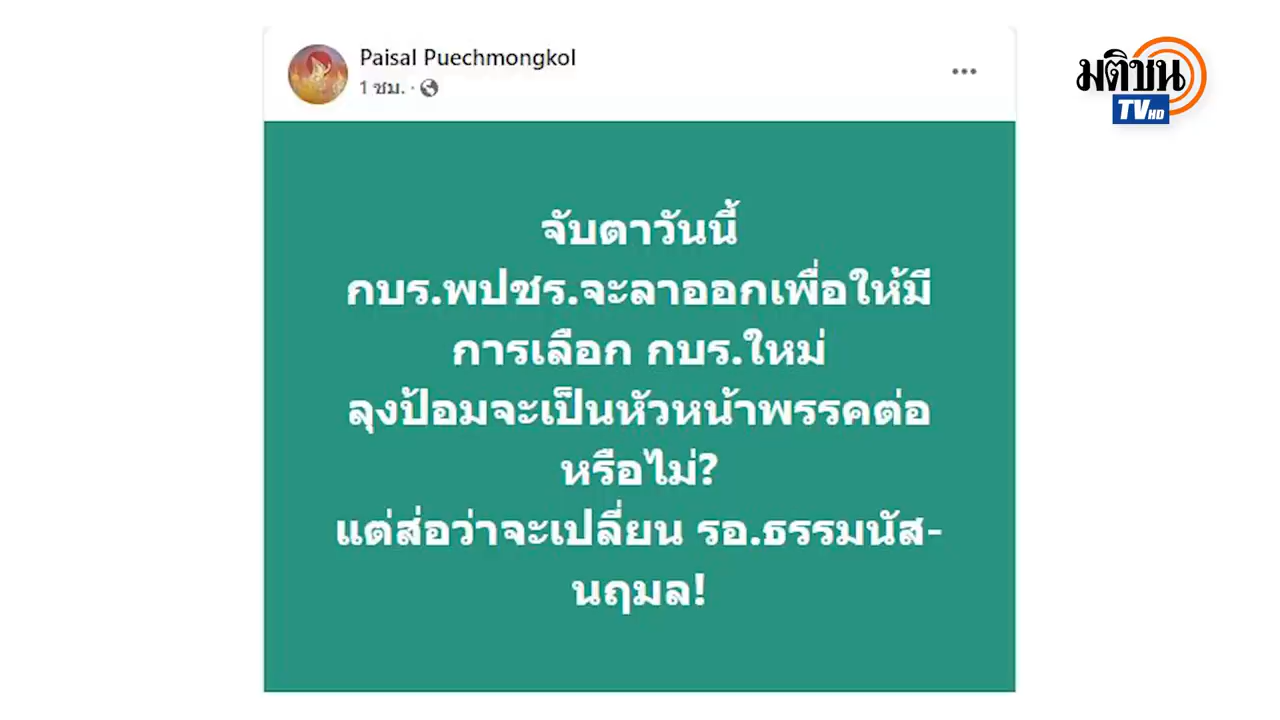 Paisal Puechmongkol
1 ชม. ·
มติชน
TV HD
จับตาวันนี้
กบร.พปชร.จะลาออกเพื่อให้มี
การเลือก กบร.ใหม่
ลุงป้อมจะเป็นหัวหน้าพรรคต่อ
หรือไม่?
แต่ส่อว่าจะเปลี่ยน รอ.ธรรมนัส-
นฤมล!